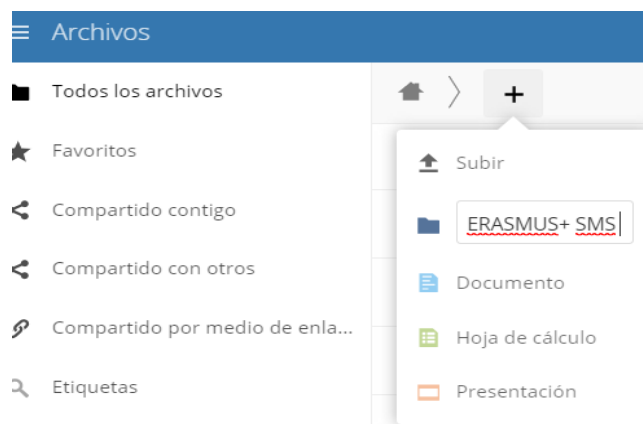 Archivos
Todos los archivos
Favoritos
Compartido contigo
Compartido con otros
Compartido por medio de enla...
Etiquetas
+
Subir
ERASMUS+ SMS
Documento
Hoja de cálculo
Presentación